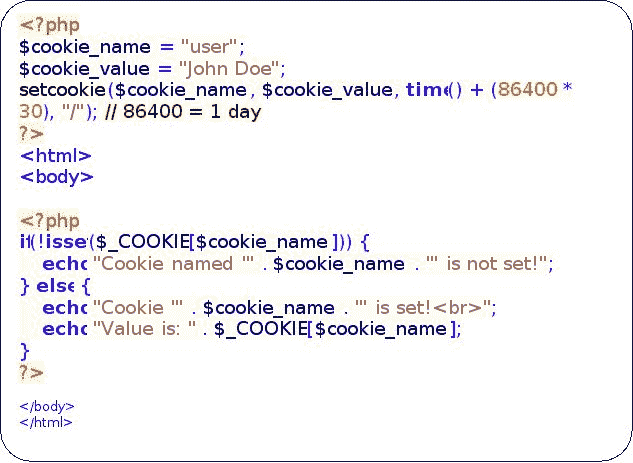 <?php
$cookie_name = "user";
$cookie_value = "John Doe";
setcookie($cookie_name, $cookie_value, time() + (86400 *
30), "/"); // 86400 = 1 day
?>
<html>
<body>
<?php
if(!isset($_COOKIE[$cookie_name])) {
echo "Cookie named '" . $cookie_name . "' is not set!";
} else {
echo "Cookie '" . $cookie_name . "' is set!<br>";
echo "Value is: " . $_COOKIE[$cookie_name];
}
?>
</body>
</html>